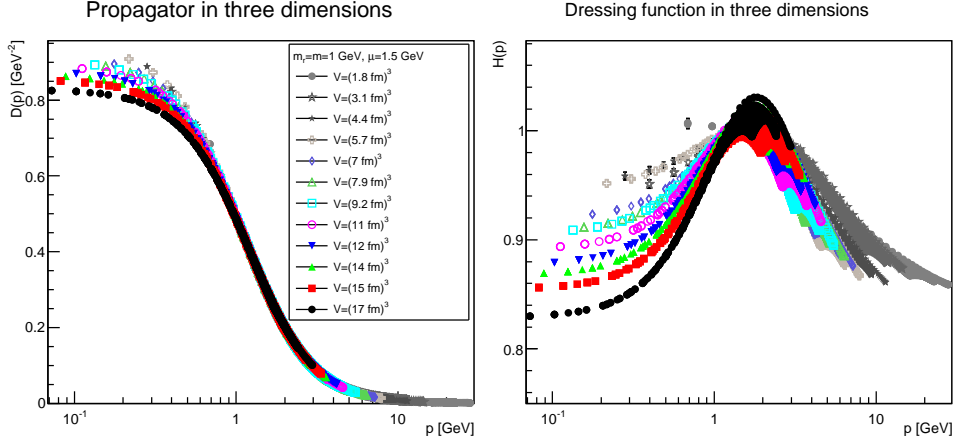 Propagator in three dimensions
D(p) [GeV⁻²]
0.8
0.6
0.4
0.2
0
m_r=m=1 GeV, μ=1.5 GeV
V=(1.8 fm)³
V=(3.1 fm)³
V=(4.4 fm)³
V=(5.7 fm)³
V=(7 fm)³
V=(7.9 fm)³
V=(9.2 fm)³
V=(11 fm)³
V=(12 fm)³
V=(14 fm)³
V=(15 fm)³
V=(17 fm)³
10⁻¹ 1 10
p [GeV]
Dressing function in three dimensions
H(p)
1
0.9
0.8
10⁻¹ 1 10
p [GeV]